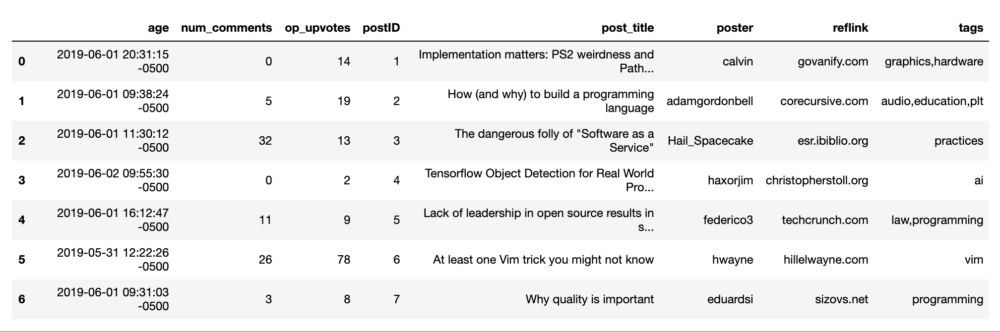 age num_comments op_upvotes postID post_title poster reflink tags
0 2019-06-01 20:31:15 -0500 0 14 1 Implementation matters: PS2 weirdness and Path... calvin govanify.com graphics,hardware
1 2019-06-01 09:38:24 -0500 5 19 2 How (and why) to build a programming language adamgordonbell corecursive.com audio,education,plt
2 2019-06-01 11:30:12 -0500 32 13 3 The dangerous folly of "Software as a Service" Hail_Spacecake esr.ibiblio.org practices
3 2019-06-02 09:55:30 -0500 0 2 4 Tensorflow Object Detection for Real World Pro... haxorjim christopherstoll.org ai
4 2019-06-01 16:12:47 -0500 11 9 5 Lack of leadership in open source results in s... federico3 techcrunch.com law,programming
5 2019-05-31 12:22:26 -0500 26 78 6 At least one Vim trick you might not know hwayne hillelwayne.com vim
6 2019-06-01 09:31:03 -0500 3 8 7 Why quality is important eduardsi sizovs.net programming